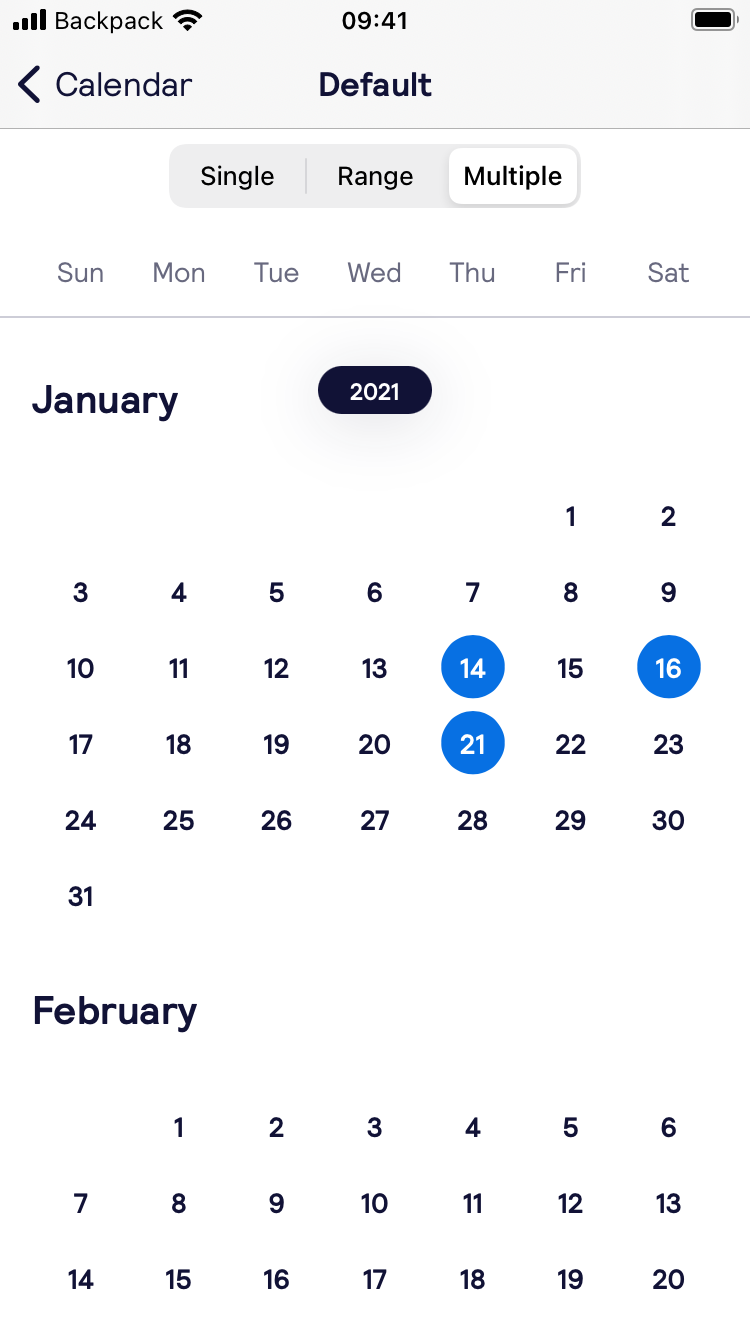 Backpack 09:41
Calendar Default
Single Range Multiple
Sun Mon Tue Wed Thu Fri Sat
January 2021
1 2
3 4 5 6 7 8 9
10 11 12 13 14 15 16
17 18 19 20 21 22 23
24 25 26 27 28 29 30
31
February
1 2 3 4 5 6
7 8 9 10 11 12 13
14 15 16 17 18 19 20